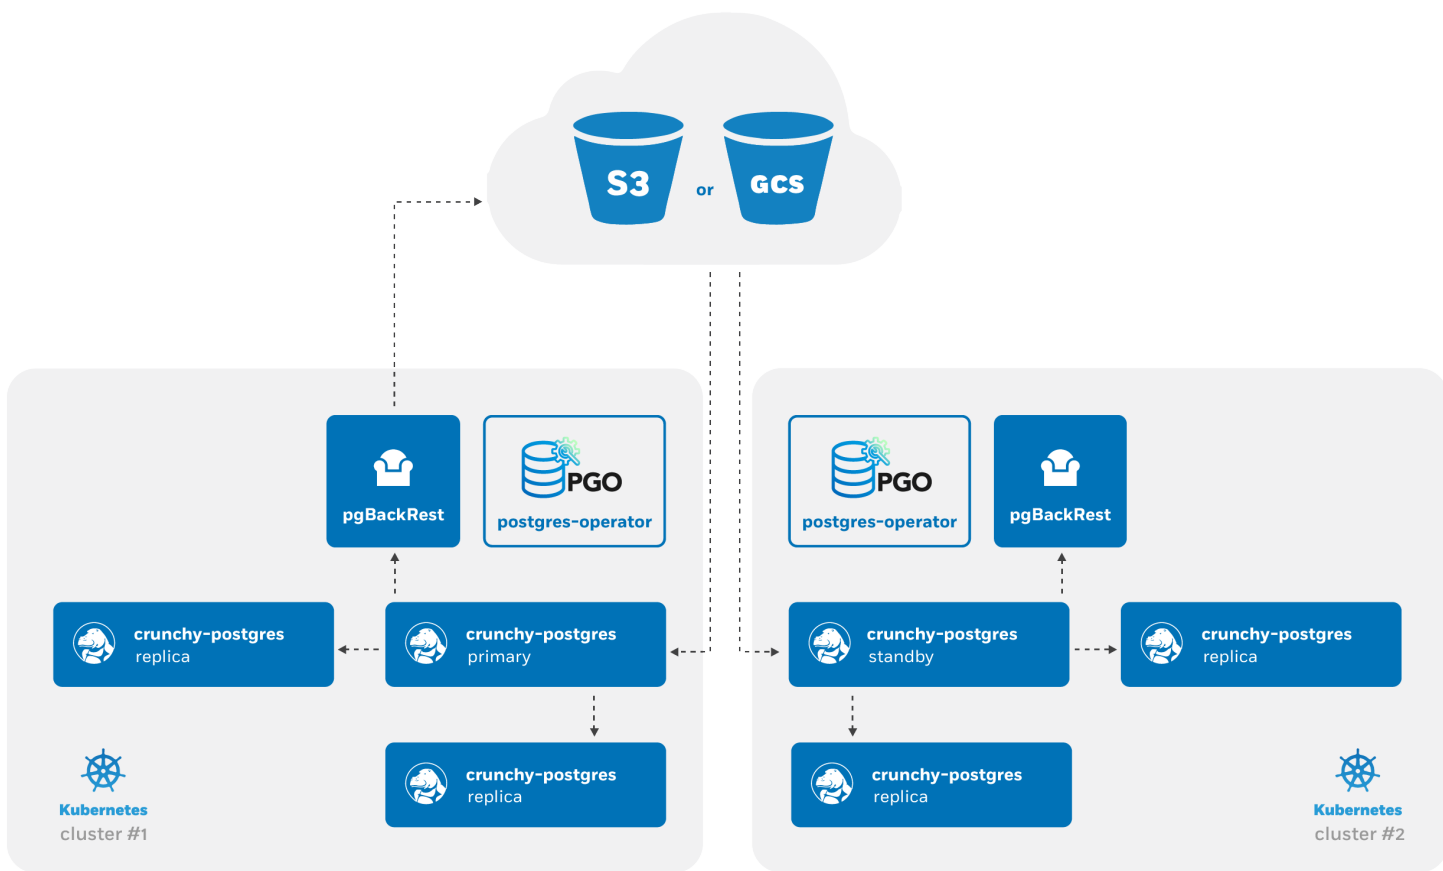 S3
or
GCS
pgBackRest
PGO
postgres-operator
crunchy-postgres
replica
crunchy-postgres
primary
crunchy-postgres
replica
Kubernetes
cluster #1
PGO
postgres-operator
pgBackRest
crunchy-postgres
standby
crunchy-postgres
replica
crunchy-postgres
replica
Kubernetes
cluster #2